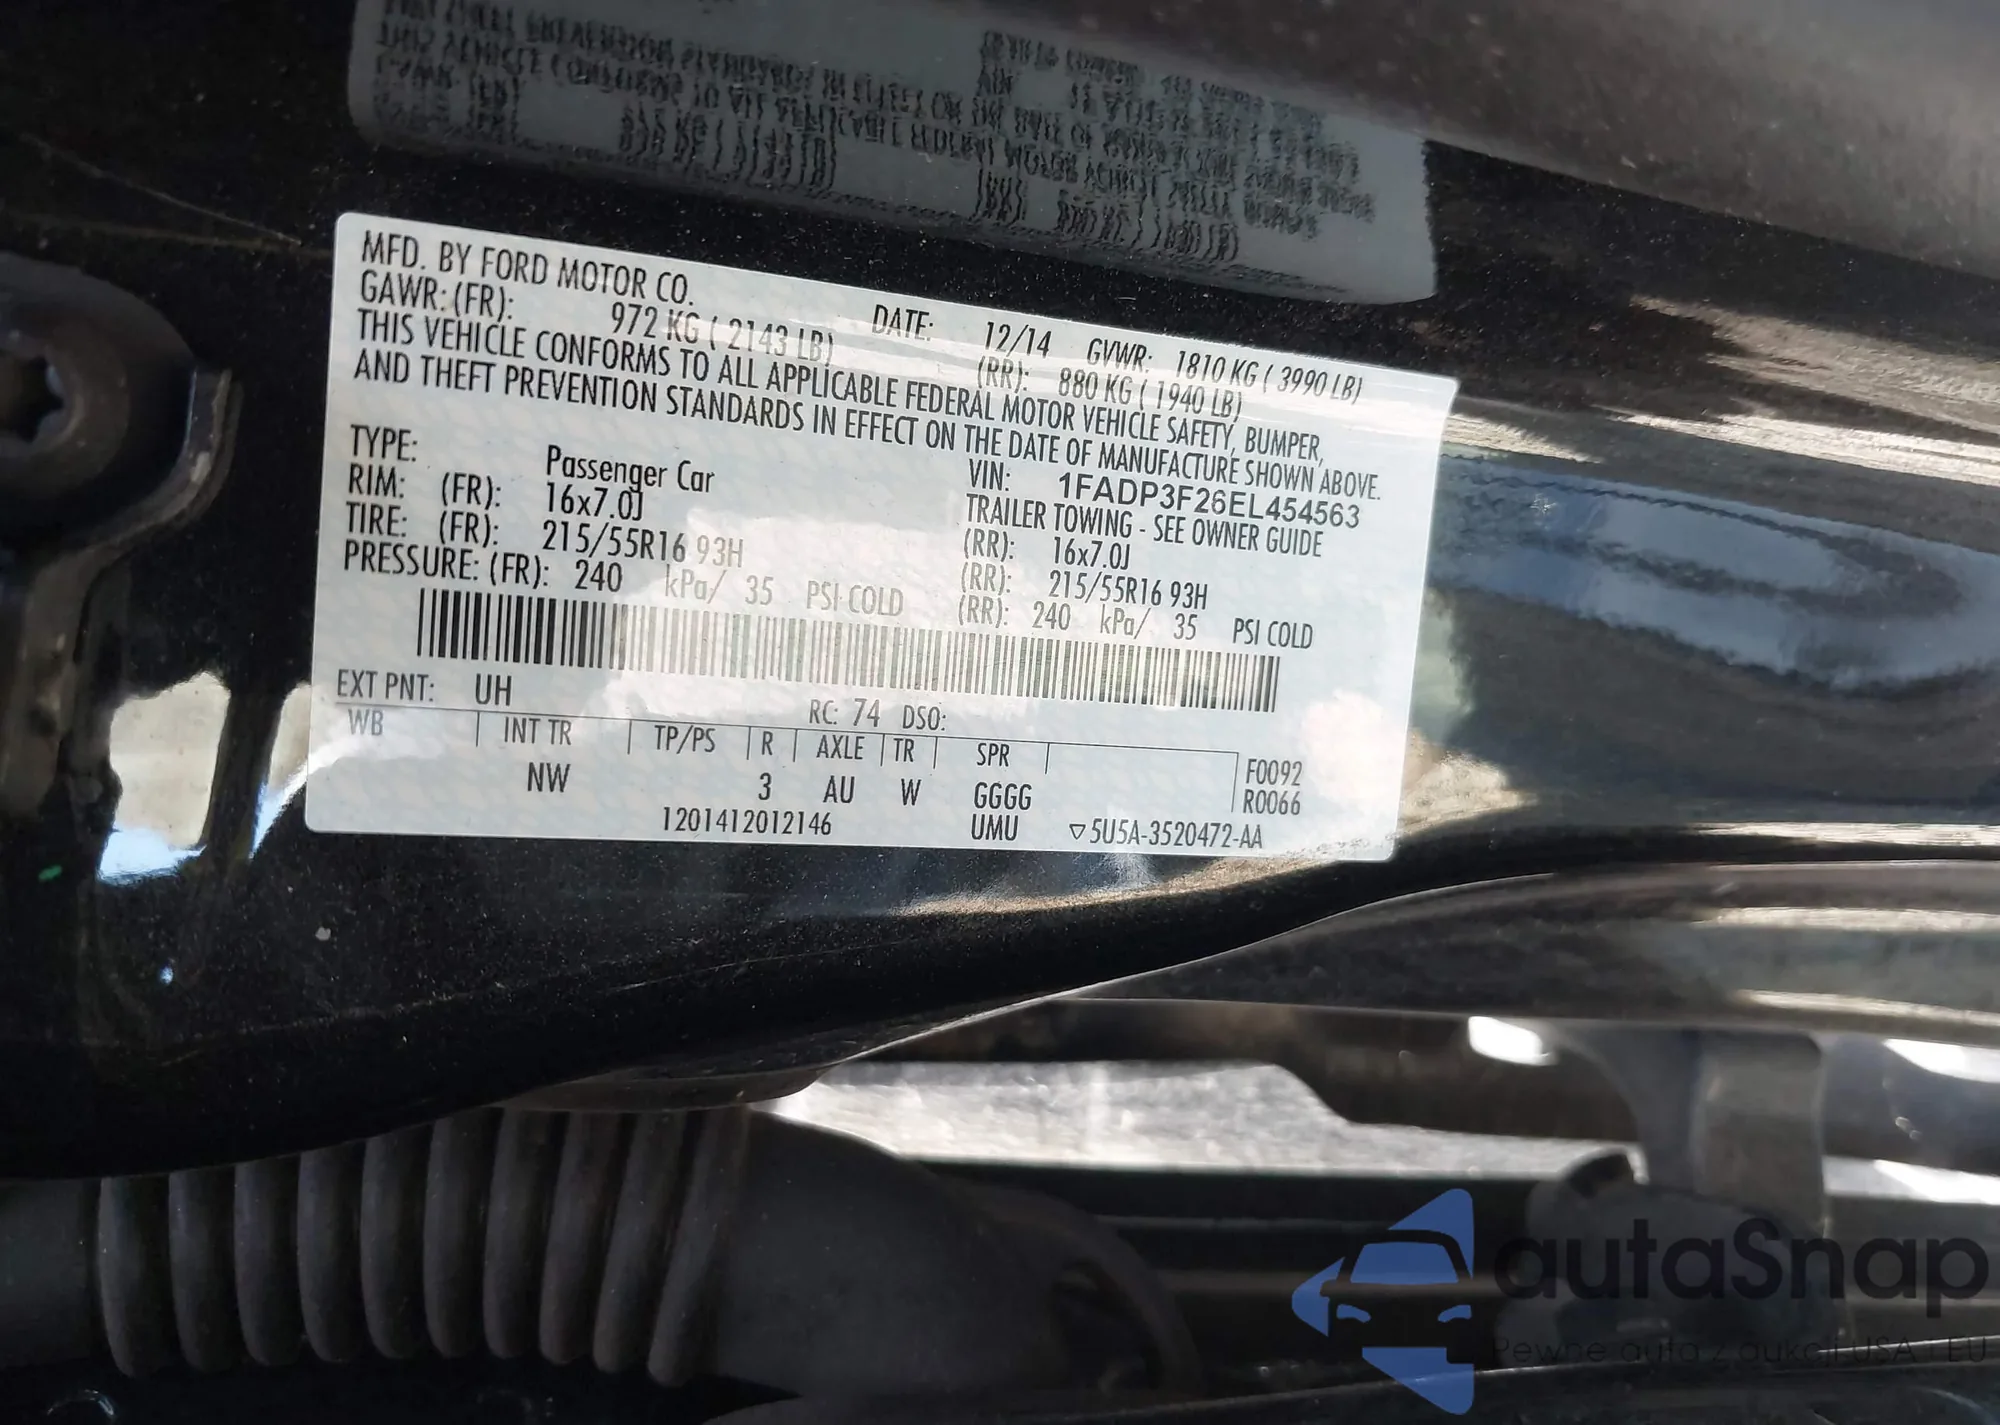 MFD. BY FORD MOTOR CO.
DATE: 12/14 GVWR: 1810 KG ( 3990 LB)
GAWR: (FR): 972 KG ( 2143 LB) (RR): 880 KG ( 1940 LB)
THIS VEHICLE CONFORMS TO ALL APPLICABLE FEDERAL MOTOR VEHICLE SAFETY, BUMPER,
AND THEFT PREVENTION STANDARDS IN EFFECT ON THE DATE OF MANUFACTURE SHOWN ABOVE.
VIN: 1FADP3F26EL454563
TYPE: Passenger Car TRAILER TOWING - SEE OWNER GUIDE
RIM: (FR): 16x7.0J (RR): 16x7.0J
TIRE: (FR): 215/55R16 93H (RR): 215/55R16 93H
PRESSURE: (FR): 240 kPa/ 35 PSI COLD (RR): 240 kPa/ 35 PSI COLD
EXT PNT: UH RC: 74 DSO:
WB INT TR TP/PS R AXLE TR SPR F0092
NW 3 AU W GGGG R0066
1201412012146 UMU ▽5U5A-3520472-AA
autaSnap
Pewne auta z aukcji USA i EU